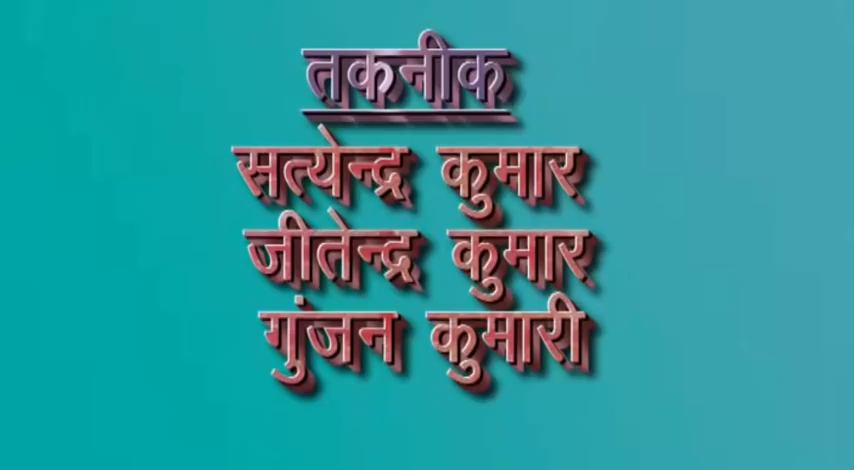 तकनीक
सत्येन्द्र कुमार
जीतेन्द्र कुमार
गुंजन कुमारी